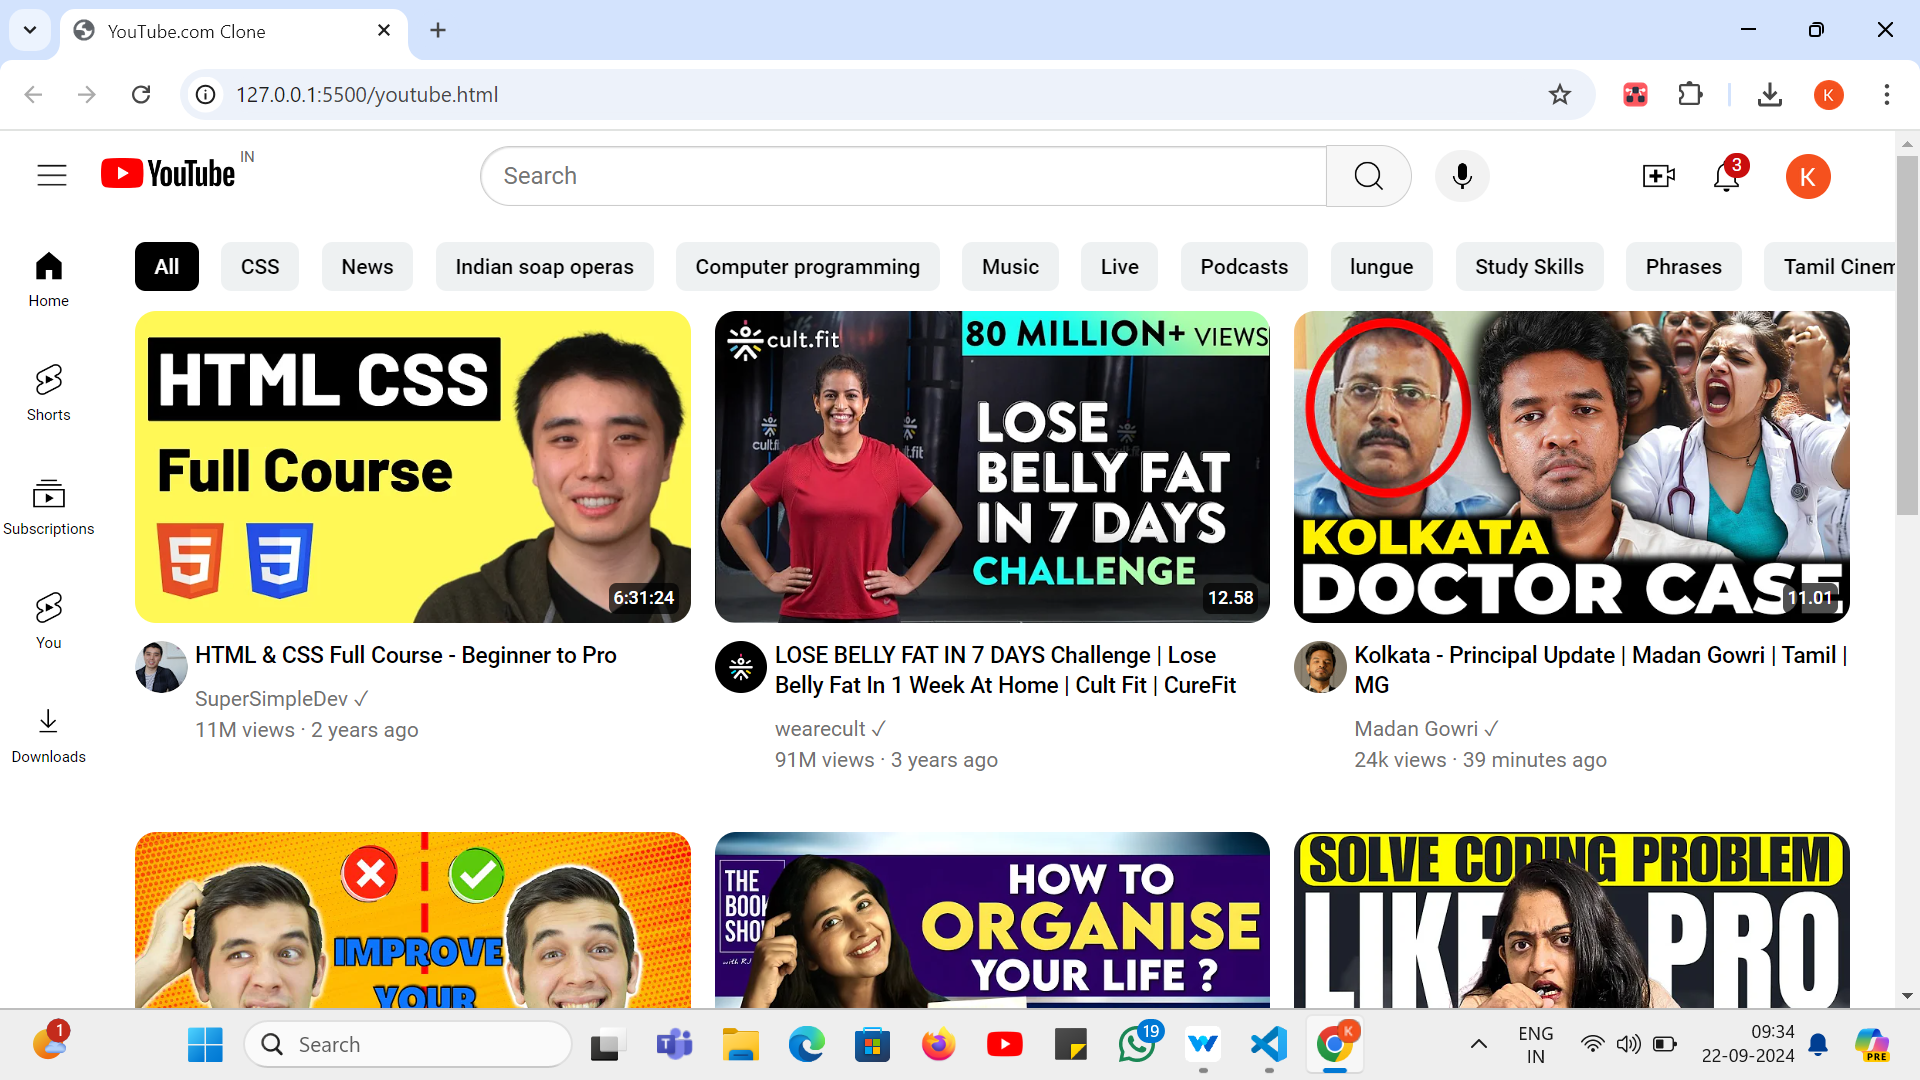 YouTube.com Clone
127.0.0.1:5500/youtube.html
K
YouTube IN
Search
3
K
All
CSS
News
Indian soap operas
Computer programming
Music
Live
Podcasts
lungue
Study Skills
Phrases
Tamil Cinem
Home
Shorts
Subscriptions
You
Downloads
HTML CSS
Full Course
5
3
6:31:24
HTML & CSS Full Course - Beginner to Pro
SuperSimpleDev ✓
11M views · 2 years ago
cult.fit
80 MILLION+ VIEWS
LOSE
BELLY FAT
IN 7 DAYS
CHALLENGE
12.58
LOSE BELLY FAT IN 7 DAYS Challenge | Lose
Belly Fat In 1 Week At Home | Cult Fit | CureFit
wearecult ✓
91M views · 3 years ago
KOLKATA
DOCTOR CASE
11.01
Kolkata - Principal Update | Madan Gowri | Tamil |
MG
Madan Gowri ✓
24k views · 39 minutes ago
IMPROVE
YOUR
THE
BOOK
SHO
with RJ
HOW TO
ORGANISE
YOUR LIFE ?
SOLVE CODING PROBLEM
LIKE PRO
1
Search
19
K
ENG
IN
09:34
22-09-2024
PRE